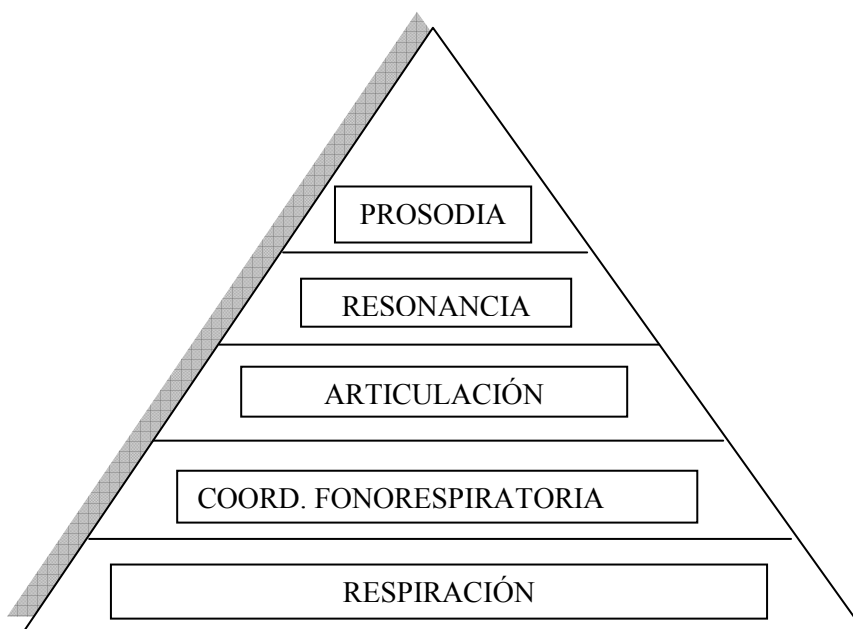 PROSODIA
RESONANCIA
ARTICULACIÓN
COORD. FONORESPIRATORIA
RESPIRACIÓN